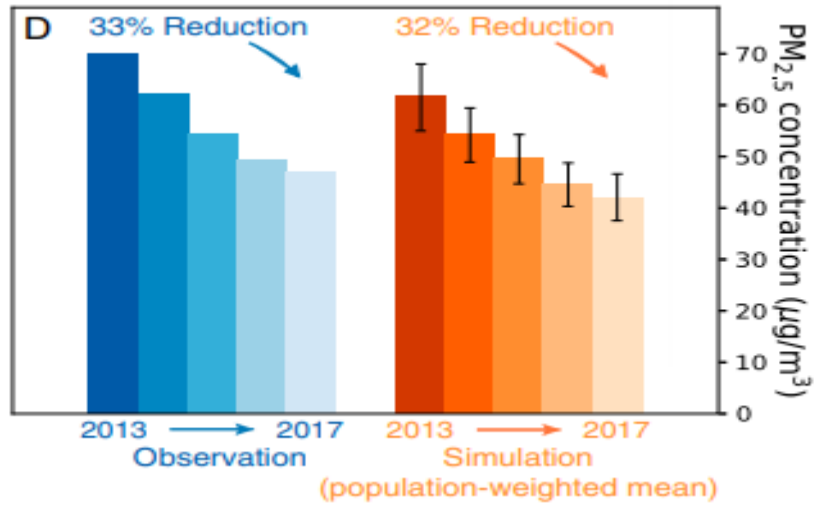 D
33% Reduction
32% Reduction
70
60
50
40
30
20
10
0
PM2,5 concentration (μg/m3)
2013
2017
Observation
2013
2017
Simulation
(population-weighted mean)